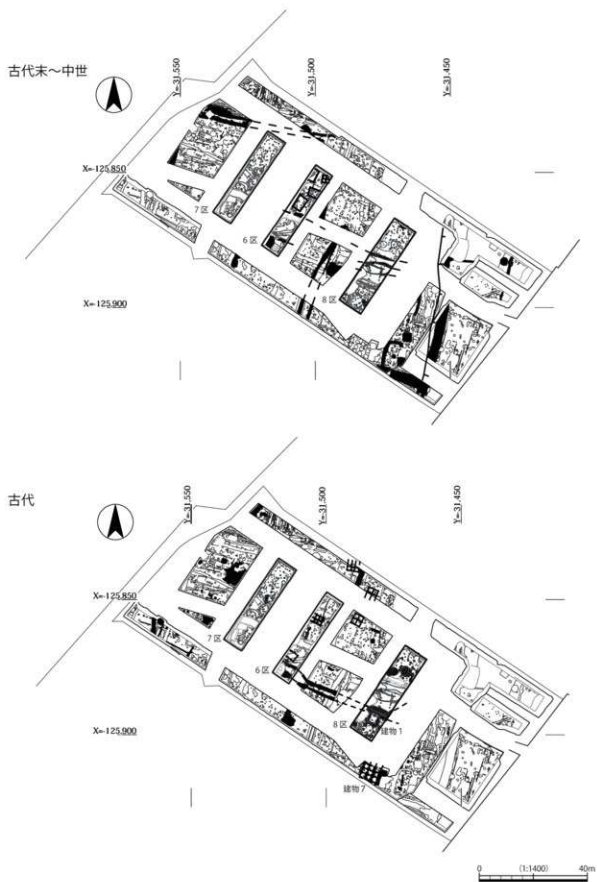 古代末～中世
Y=-31.550
Y=-31.500
Y=-31.450
X=-125.850
7区
6区
8区
X=-125.900
古代
Y=-31.550
Y=-31.500
Y=-31.450
X=-125.850
7区
6区
8区
建物1
X=-125.900
建物7
0 (1:1400) 40m